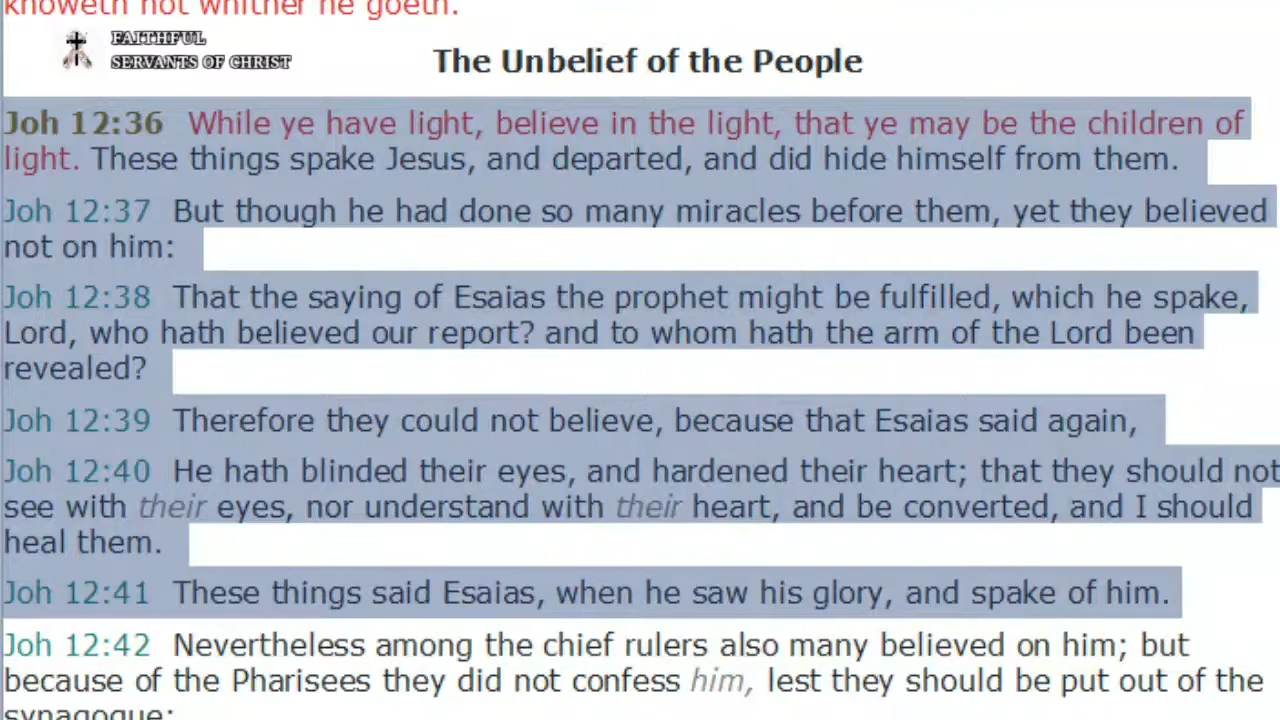 knoweth not whither he goeth.
FAITHFUL
SERVANTS OF CHRIST
The Unbelief of the People
Joh 12:36 While ye have light, believe in the light, that ye may be the children of
light. These things spake Jesus, and departed, and did hide himself from them.
Joh 12:37 But though he had done so many miracles before them, yet they believed
not on him:
Joh 12:38 That the saying of Esaias the prophet might be fulfilled, which he spake,
Lord, who hath believed our report? and to whom hath the arm of the Lord been
revealed?
Joh 12:39 Therefore they could not believe, because that Esaias said again,
Joh 12:40 He hath blinded their eyes, and hardened their heart; that they should not
see with their eyes, nor understand with their heart, and be converted, and I should
heal them.
Joh 12:41 These things said Esaias, when he saw his glory, and spake of him.
Joh 12:42 Nevertheless among the chief rulers also many believed on him; but
because of the Pharisees they did not confess him, lest they should be put out of the
synagogue: